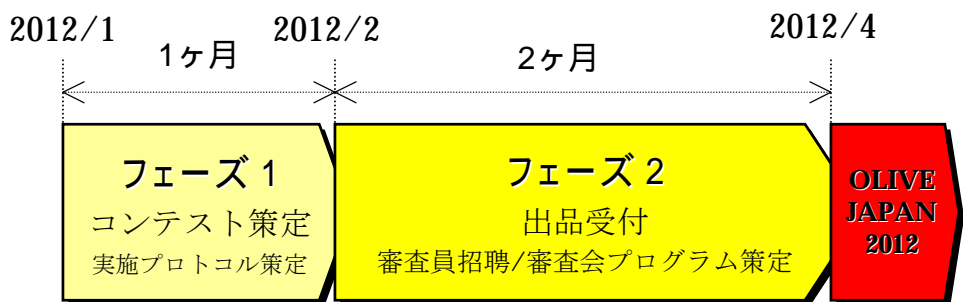 2012/1
2012/2
2012/4
1ヶ月
2ヶ月
フェーズ 1
コンテスト策定
実施プロトコル策定
フェーズ 2
出品受付
審査員招聘/審査会プログラム策定
OLIVE
JAPAN
2012